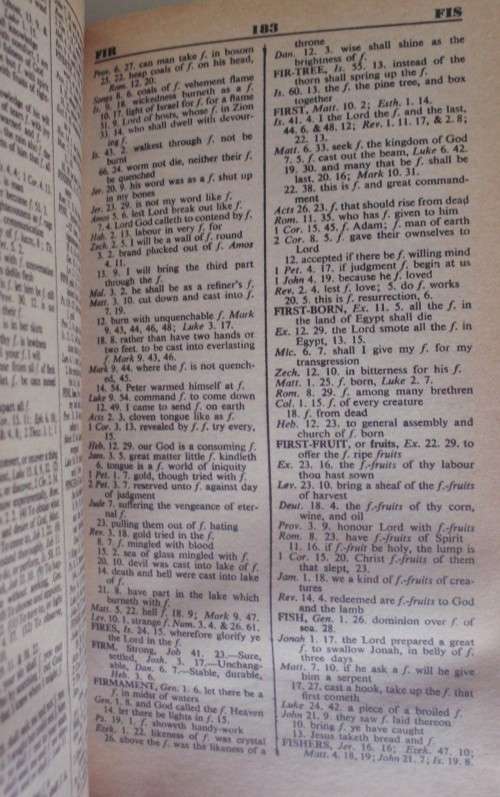 FIR
183
FIS
Prov. 6. 27. can man take f. in bosom
25. 22. heap coals of f. on his head,
Rom. 12. 20.
Songs 8. 6. coals of f. vehement flame
Is. 9. 18. wickedness burneth as a f.
10. 17. light of Israel for f. for a flame
31. 9. Lord of hosts, whose f. in Zion
33. 14. who shall dwell with devour-
ing f.
Is. 43. 2. walkest through f. not be
burnt
66. 24. worm not die, neither their f.
be quenched
Jer. 20. 9. his word was as a f. shut up
in my bones
Jer. 23. 29. is not my word like f.
Amos 5. 6. lest Lord break out like f.
7. 4. Lord God calleth to contend by f.
Hab. 2. 13. labour in very f. for
Zech. 2. 5. I will be a wall of f. round
3. 2. brand plucked out of f. Amos
4. 11.
13. 9. I will bring the third part
through the f.
Mal. 3. 2. he shall be as a refiner's f.
Matt. 3. 10. cut down and cast into f.
7. 19.
12. burn with unquenchable f. Mark
9. 43, 44, 46, 48; Luke 3. 17.
18. 8. rather than have two hands or
two feet, to be cast into everlasting
f. Mark 9. 43, 46.
Mark 9. 44. where the f. is not quench-
ed, 45.
14. 54. Peter warmed himself at f.
Luke 9. 54. command f. to come down
12. 49. I came to send f. on earth
Acts 2. 3. cloven tongue like as f.
1 Cor. 3. 13. revealed by f. f. try every,
15.
Heb. 12. 29. our God is a consuming f.
Jam. 3. 5. great matter little f. kindleth
6. tongue is a f. world of iniquity
1 Pet. 1. 7. gold, though tried with f.
2 Pet. 3. 7. reserved unto f. against day
of judgment
Jude 7. suffering the vengeance of eter-
nal f.
23. pulling them out of f. hating
Rev. 3. 18. gold tried in the f.
8. 7. f. mingled with blood
15. 2. sea of glass mingled with f.
20. 10. devil was cast into lake of f.
14. death and hell were cast into lake
of f.
21. 8. have part in the lake which
burneth with f.
Matt. 5. 22. hell f. 18. 9; Mark 9. 47.
Lev. 10. 1. strange f. Num. 3. 4. & 26. 61.
FIRES, Is. 24. 15. wherefore glorify ye
the Lord in the f.
FIRM, Strong, Job 41. 23.—Sure,
settled, Josh. 3. 17.—Unchang-
able, Dan. 6. 7.—Stable, durable,
Heb. 3. 6.
FIRMAMENT, Gen. 1. 6. let there be a
f. in midst of waters
Gen. 1. 8. and God called the f. Heaven
14. let there be lights in f. 15.
Ps. 19. 1. f. showeth handy-work
Ezek. 1. 22. likeness of f. was crystal
26. above the f. was the likeness of a
throne
Dan. 12. 3. wise shall shine as the
brightness of f.
FIR-TREE, Is. 55. 13. instead of the
thorn shall spring up the f.
Is. 60. 13. the f. the pine tree, and box
together
FIRST, Matt. 10. 2; Esth. 1. 14.
Is. 41. 4. I the Lord the f. and the last,
44. 6. & 48. 12; Rev. 1. 11. 17, & 2. 8;
22. 13.
Matt. 6. 33. seek f. the kingdom of God
7. 5. f. cast out the beam, Luke 6. 42.
19. 30. and many that be f. shall be
last, 20. 16; Mark 10. 31.
22. 38. this is f. and great command-
ment
Acts 26. 23. f. that should rise from dead
Rom. 11. 35. who has f. given to him
1 Cor. 15. 45. f. Adam; f. man of earth
2 Cor. 8. 5. f. gave their ownselves to
Lord
12. accepted if there be f. willing mind
1 Pet. 4. 17. if judgment f. begin at us
1 John 4. 19. because he f. loved
Rev. 2. 4. lest f. love; 5. do f. works
20. 5. this is f. resurrection, 6.
FIRST-BORN, Ex. 11. 5. all the f. in
the land of Egypt shall die
Ex. 12. 29. the Lord smote all the f. in
Egypt, 13. 15.
Mic. 6. 7. shall I give my f. for my
transgression
Zech. 12. 10. in bitterness for his f.
Matt. 1. 25. f. born, Luke 2. 7.
Rom. 8. 29. f. among many brethren
Col. 1. 15. f. of every creature
18. f. from dead
Heb. 12. 23. to general assembly and
church of f. born
FIRST-FRUIT, or fruits, Ex. 22. 29. to
offer the f. ripe fruits
Ex. 23. 16. the f.-fruits of thy labour
thou hast sown
Lev. 23. 10. bring a sheaf of the f.-fruits
of harvest
Deut. 18. 4. the f.-fruits of thy corn,
wine, and oil
Prov. 3. 9. honour Lord with f.-fruits
Rom. 8. 23. have f.-fruits of Spirit
11. 16. if f.-fruit be holy, the lump is
1 Cor. 15. 20. Christ f.-fruits of them
that slept, 23.
Jam. 1. 18. we a kind of f.-fruits of crea-
tures
Rev. 14. 4. redeemed are f.-fruits to God
and the lamb
FISH, Gen. 1. 26. dominion over f. of
sea, 28.
Jonah 1. 17. the Lord prepared a great
f. to swallow Jonah, in belly of f.
three days
Matt. 7. 10. if he ask a f. will he give
him a serpent
17. 27. cast a hook, take up the f. that
first cometh
Luke 24. 42. a piece of a broiled f.
John 21. 9. they saw f. laid thereon
10. bring f. ye have caught
13. Jesus taketh bread and f.
FISHERS, Jer. 16. 16; Ezek. 47. 10;
Matt. 4. 18, 19; John 21. 7; Is. 19. 8.